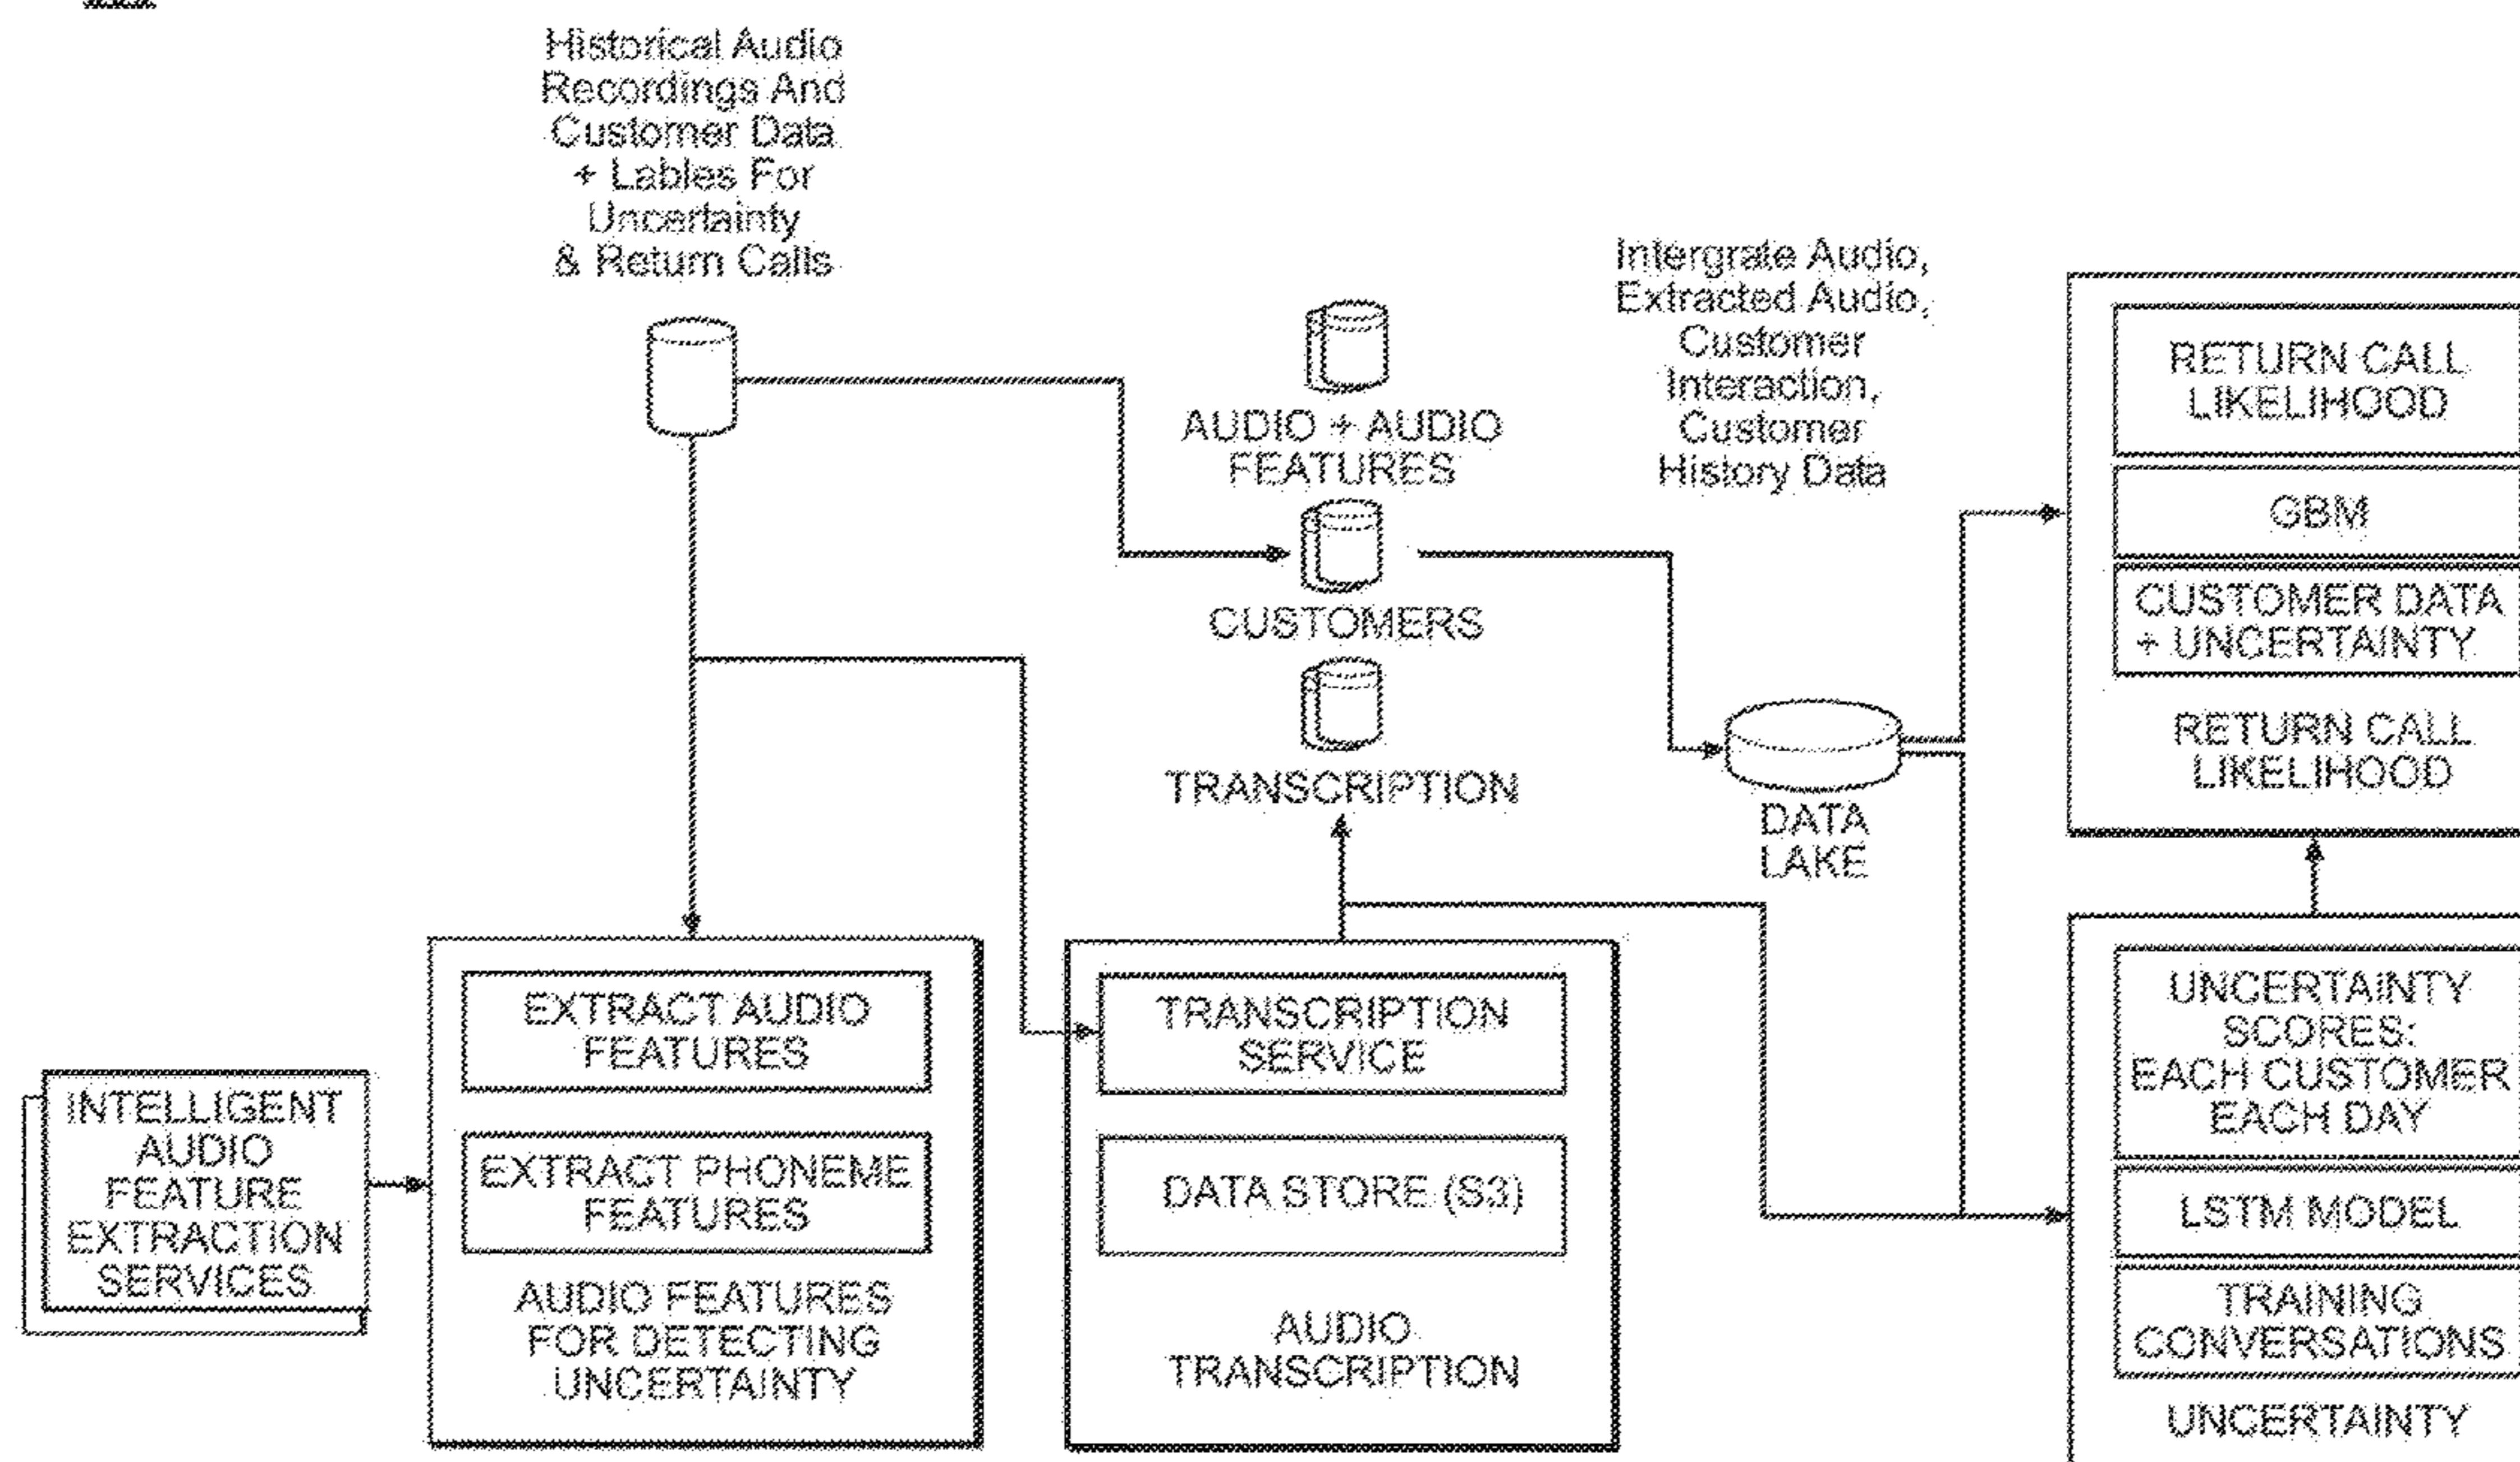 Historical Audio
Recordings And
Customer Data
+ Lables For
Uncertainty
& Return Calls
AUDIO + AUDIO
FEATURES
CUSTOMERS
TRANSCRIPTION
Intergrate Audio,
Extracted Audio,
Customer
Interaction,
Customer
History Data
DATA
LAKE
RETURN CALL
LIKELIHOOD
GBM
CUSTOMER DATA
+ UNCERTAINTY
RETURN CALL
LIKELIHOOD
INTELLIGENT
AUDIO
FEATURE
EXTRACTION
SERVICES
EXTRACT AUDIO
FEATURES
EXTRACT PHONEME
FEATURES
AUDIO FEATURES
FOR DETECTING
UNCERTAINTY
TRANSCRIPTION
SERVICE
DATA STORE (S3)
AUDIO
TRANSCRIPTION
UNCERTAINTY
SCORES:
EACH CUSTOMER
EACH DAY
LSTM MODEL
TRAINING
CONVERSATIONS
UNCERTAINTY